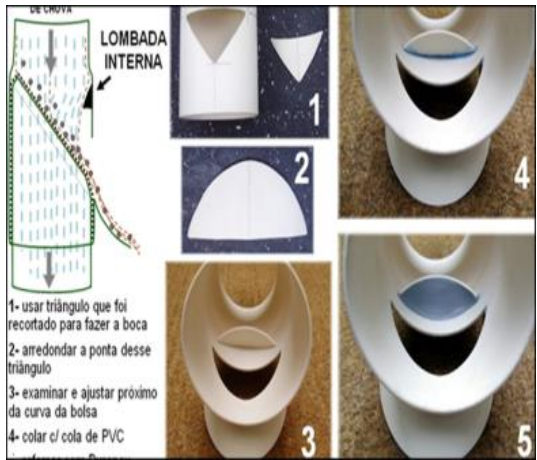 DE CHUVA
LOMBADA
INTERNA
1
2
3
4
5
1- usar triângulo que foi
recortado para fazer a boca
2- arredondar a ponta desse
triângulo
3- examinar e ajustar próximo
da curva da bolsa
4- colar c/ cola de PVC